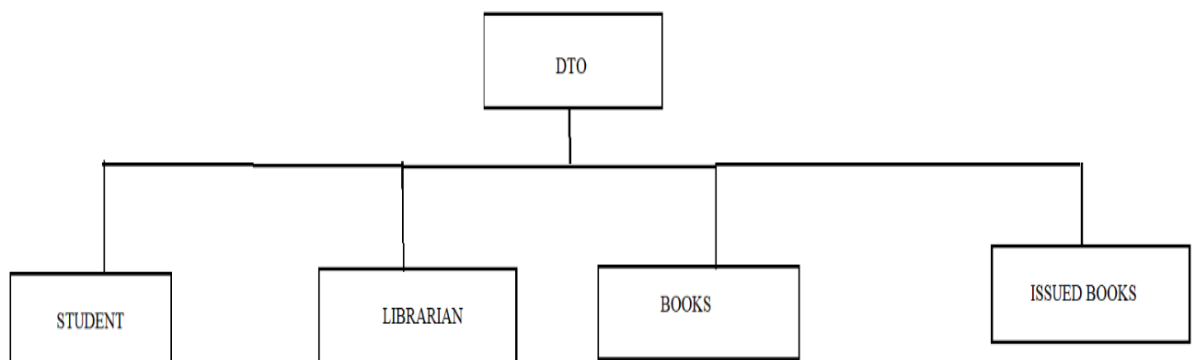 DTO
STUDENT
LIBRARIAN
BOOKS
ISSUED BOOKS